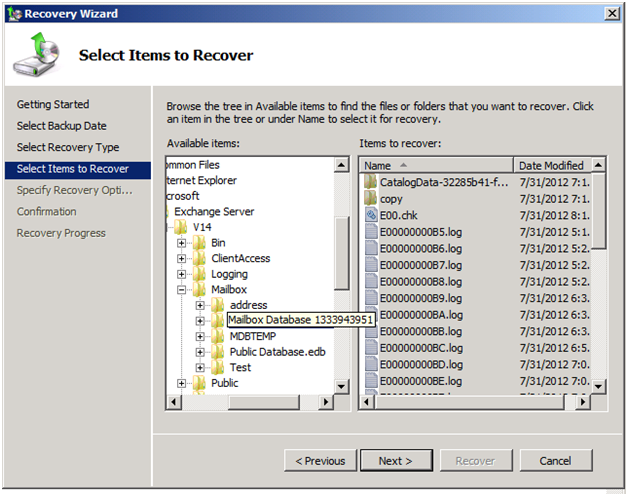 Recovery Wizard
Select Items to Recover
Getting Started
Select Backup Date
Select Recovery Type
Select Items to Recover
Specify Recovery Opti...
Confirmation
Recovery Progress
Browse the tree in Available items to find the files or folders that you want to recover. Click
an item in the tree or under Name to select it for recovery.
Available items:
ommon Files
ternet Explorer
crosoft
Exchange Server
V14
Bin
ClientAccess
Logging
Mailbox
address
Mailbox Database 1333943951
MDBTEMP
Public Database.edb
Test
Public
Items to recover:
Name Date Modified
CatalogData-32285b41-f... 7/31/2012 7:1...
copy 7/31/2012 7:1...
E00.chk 7/31/2012 8:1...
E00000000B5.log 7/31/2012 5:1...
E00000000B6.log 7/31/2012 5:2...
E00000000B7.log 7/31/2012 5:2...
E00000000B8.log 7/31/2012 5:2...
E00000000B9.log 7/31/2012 6:3...
E00000000BA.log 7/31/2012 6:3...
E00000000BB.log 7/31/2012 6:3...
E00000000BC.log 7/31/2012 6:5...
E00000000BD.log 7/31/2012 7:0...
E00000000BE.log 7/31/2012 7:0...
< Previous Next > Recover Cancel